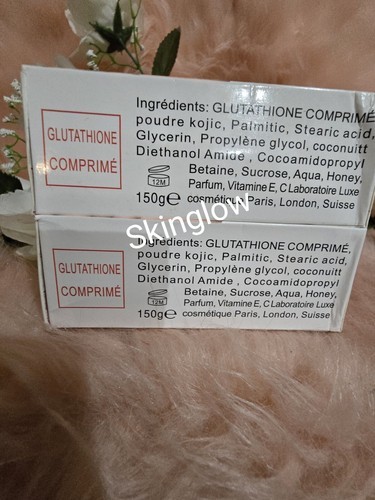 Ingrédients: GLUTATHIONE COMPRIMÉ
poudre kojic, Palmitic, Stearic acid,
Glycerin, Propylène glycol, coconuitt
Diethanol Amide , Cocoamidopropyl
Betaine, Sucrose, Aqua, Honey,
Parfum, Vitamine E, C Laboratoire Luxe
cosmétique Paris, London, Suisse
GLUTATHIONE
COMPRIMÉ
12M
150g℮
Skinglow
Ingrédients: GLUTATHIONE COMPRIMÉ,
poudre kojic, Palmitic, Stearic acid,
Glycerin, Propylène glycol, coconuitt
Diethanol Amide , Cocoamidopropyl
Betaine, Sucrose, Aqua, Honey,
Parfum, Vitamine E, C Laboratoire Luxe
cosmétique Paris, London, Suisse
GLUTATHIONE
COMPRIMÉ
12M
150g℮